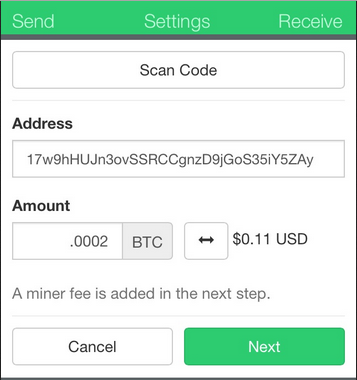 Send Settings Receive
Scan Code
Address
17w9hHUJn3ovSSRCCgnzD9jGoS35iY5ZAy
Amount
.0002 BTC ↔ $0.11 USD
A miner fee is added in the next step.
Cancel Next